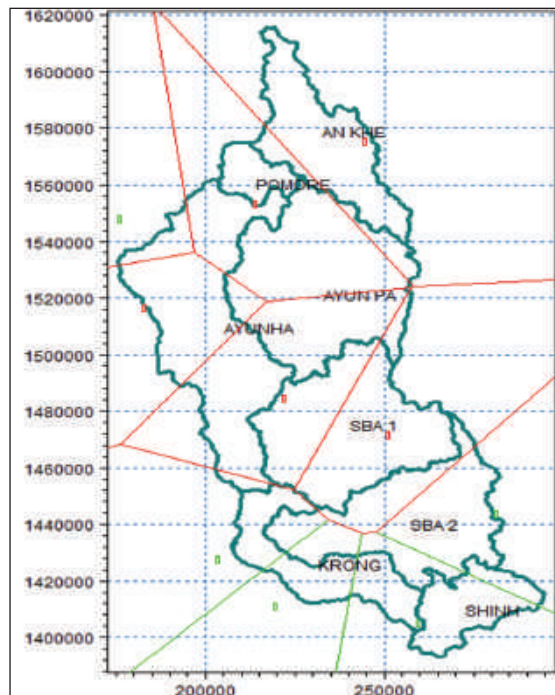 1620000
1600000
AN KHE
1580000
POMORE
1560000
1540000
AYUN PA
1520000
AYUNHA
1500000
1480000
SBA 1
1460000
SBA 2
1440000
KRONG
1420000
SHINH
1400000
200000 250000